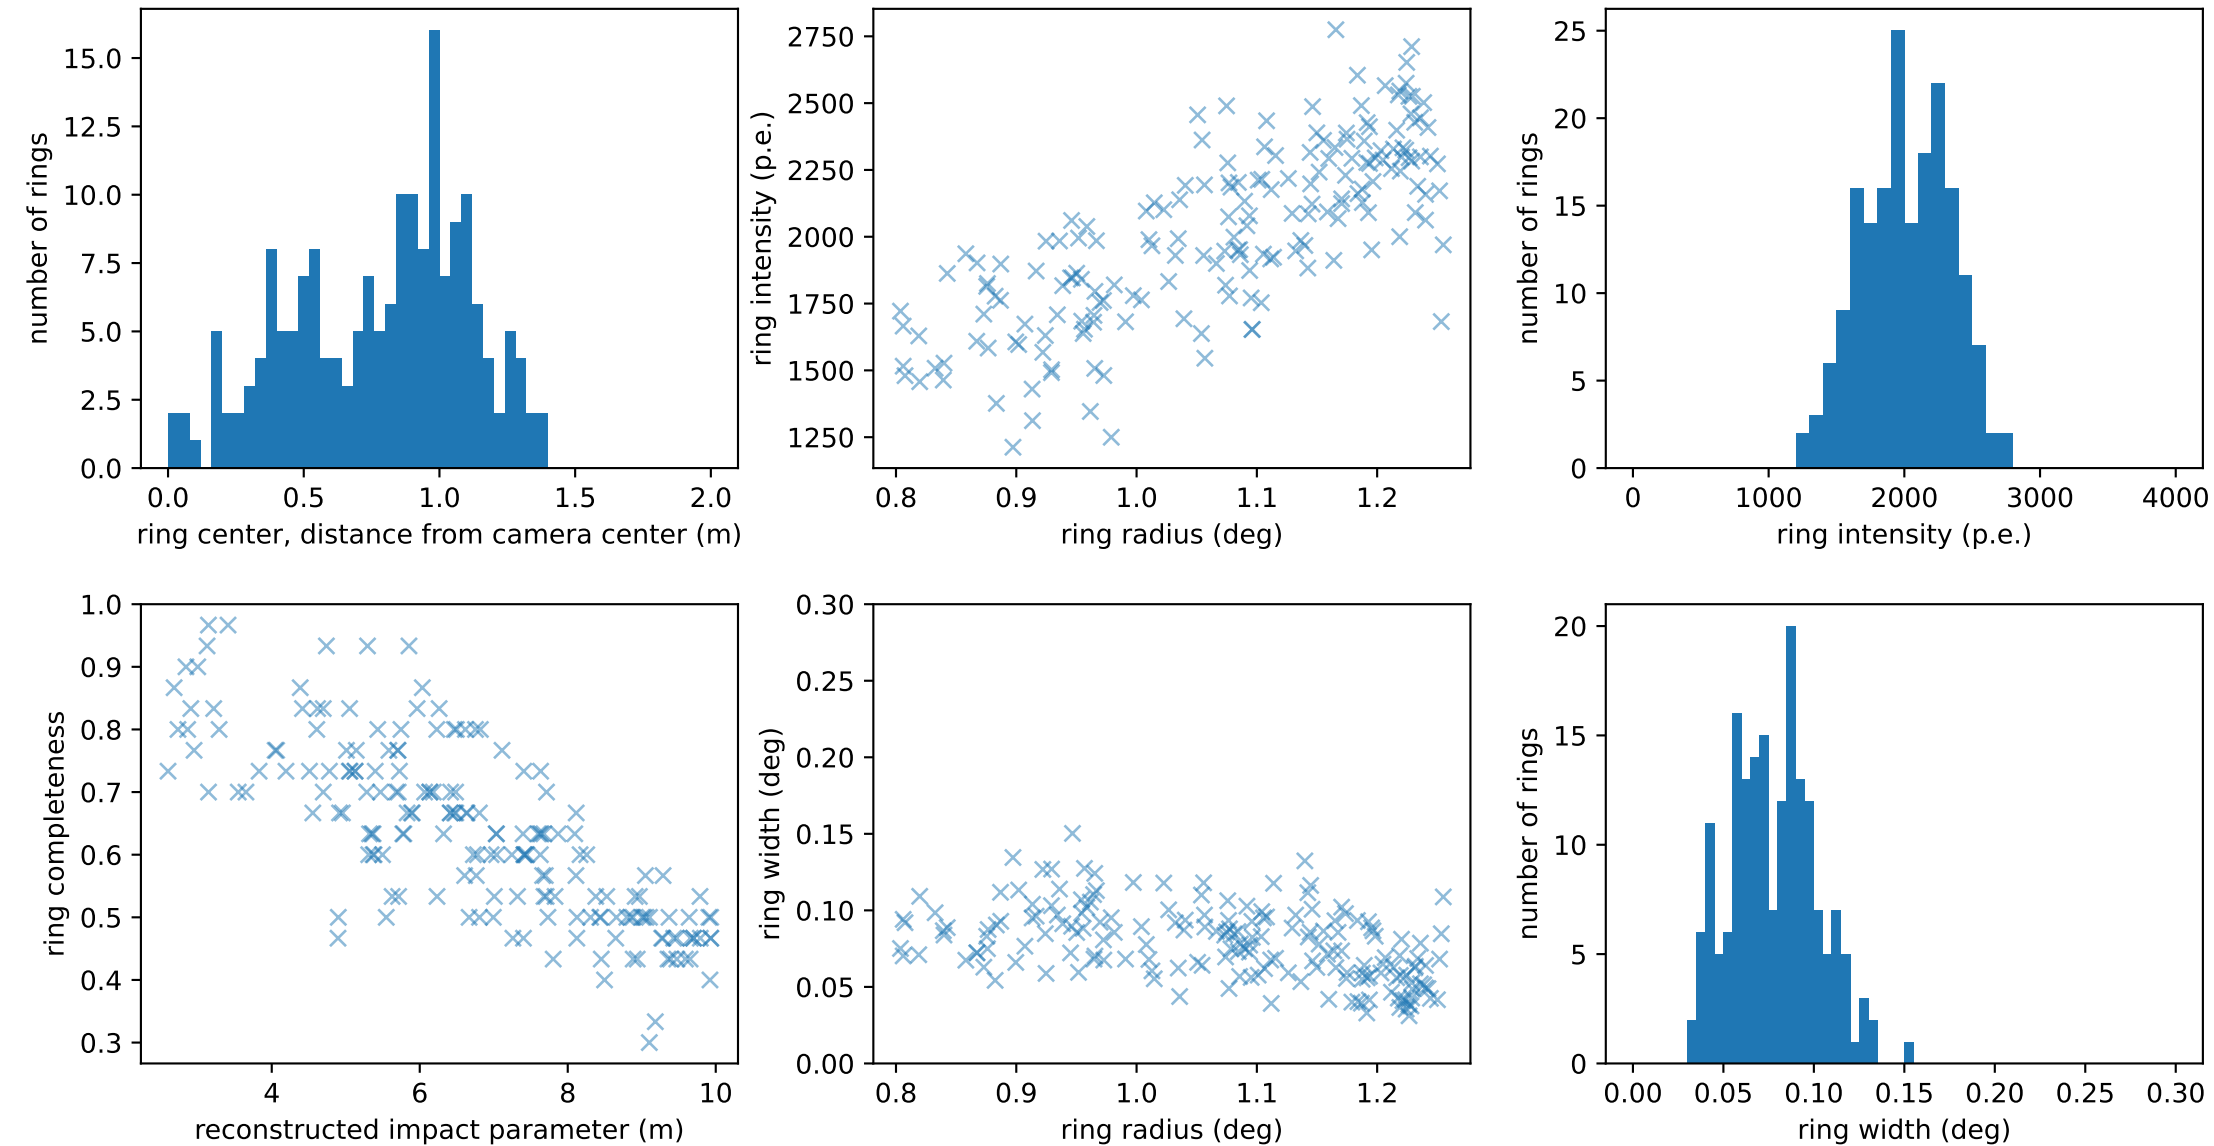 number of rings
15.0
12.5
10.0
7.5
5.0
2.5
0.0
0.0 0.5 1.0 1.5 2.0
ring center, distance from camera center (m)
ring intensity (p.e.)
2750
2500
2250
2000
1750
1500
1250
0.8 0.9 1.0 1.1 1.2
ring radius (deg)
number of rings
25
20
15
10
5
0
0 1000 2000 3000 4000
ring intensity (p.e.)
ring completeness
1.0
0.9
0.8
0.7
0.6
0.5
0.4
0.3
4 6 8 10
reconstructed impact parameter (m)
ring width (deg)
0.30
0.25
0.20
0.15
0.10
0.05
0.00
0.8 0.9 1.0 1.1 1.2
ring radius (deg)
number of rings
20
15
10
5
0
0.00 0.05 0.10 0.15 0.20 0.25 0.30
ring width (deg)